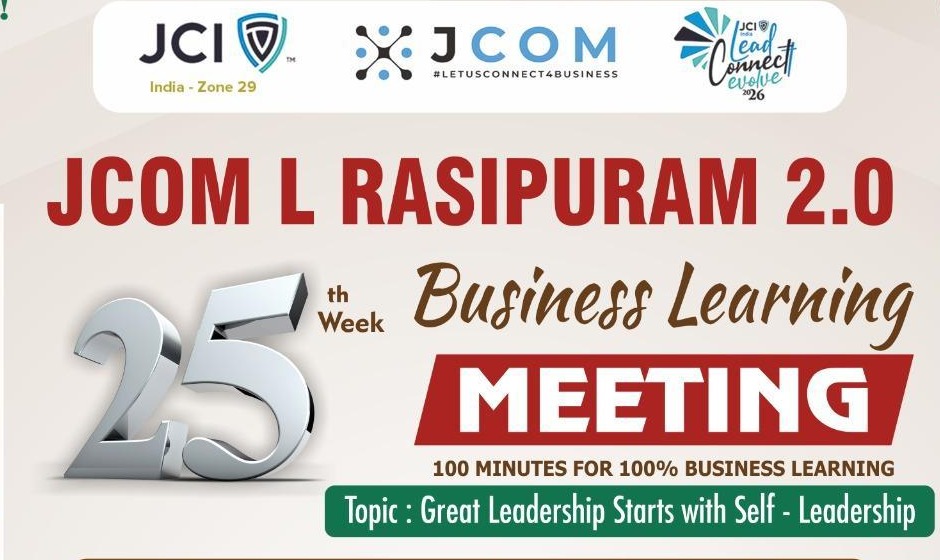 !
JCI
TM
India - Zone 29
JCOM
#LETUSCONNECT4BUSINESS
JCI
India
Lead
Connect
evolve
2026
JCOM L RASIPURAM 2.0
25
th
Week
Business Learning
MEETING
100 MINUTES FOR 100% BUSINESS LEARNING
Topic : Great Leadership Starts with Self - Leadership